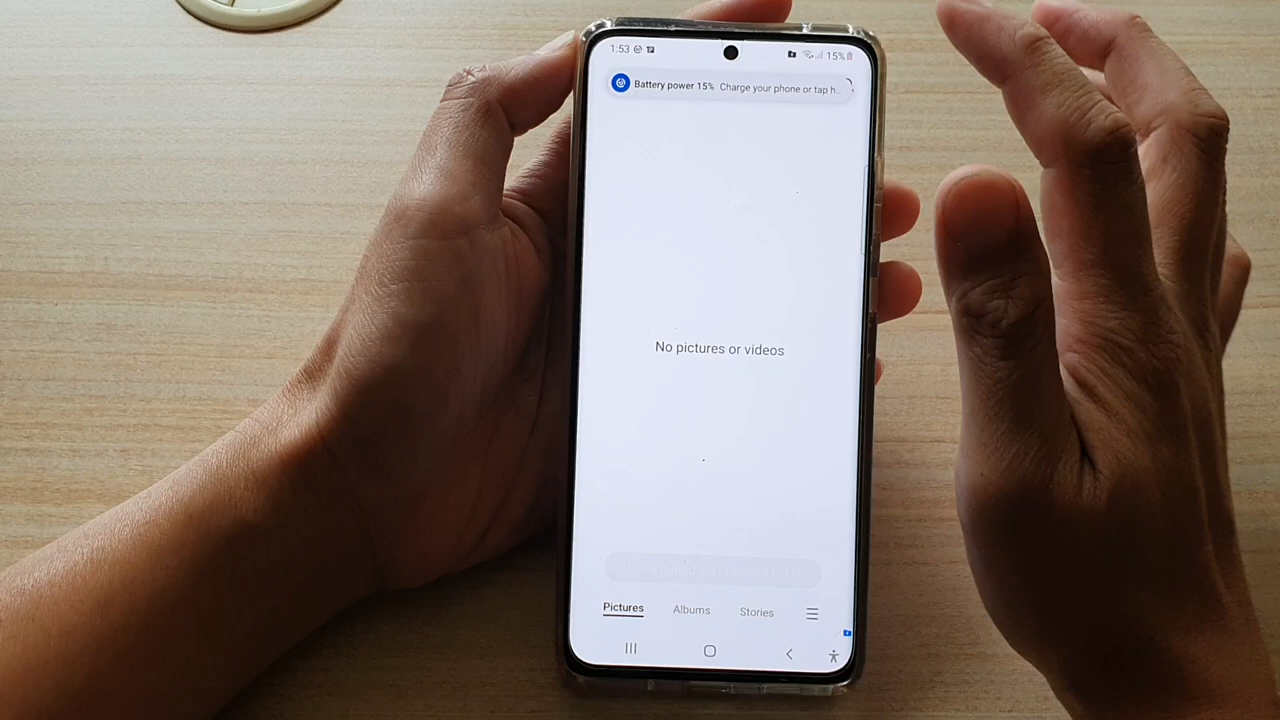 1:53
15%
Battery power 15% Charge your phone or tap h...
No pictures or videos
Pictures
Albums
Stories